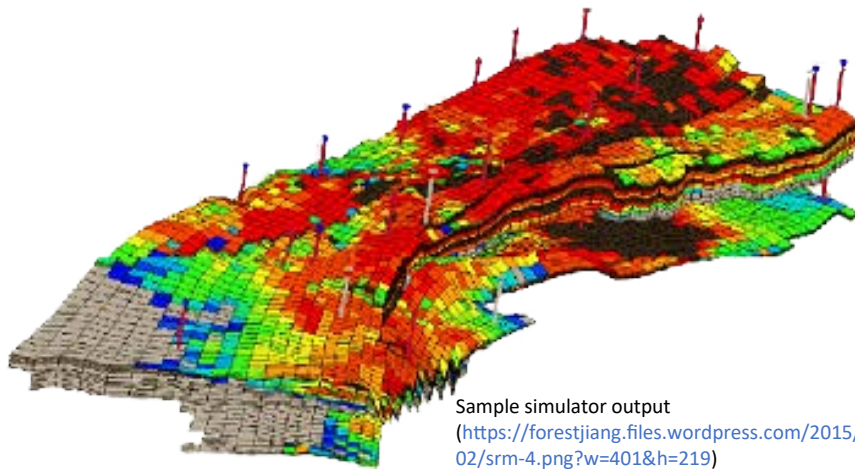 Sample simulator output
(https://forestjiang.files.wordpress.com/2015/
02/srm-4.png?w=401&h=219)